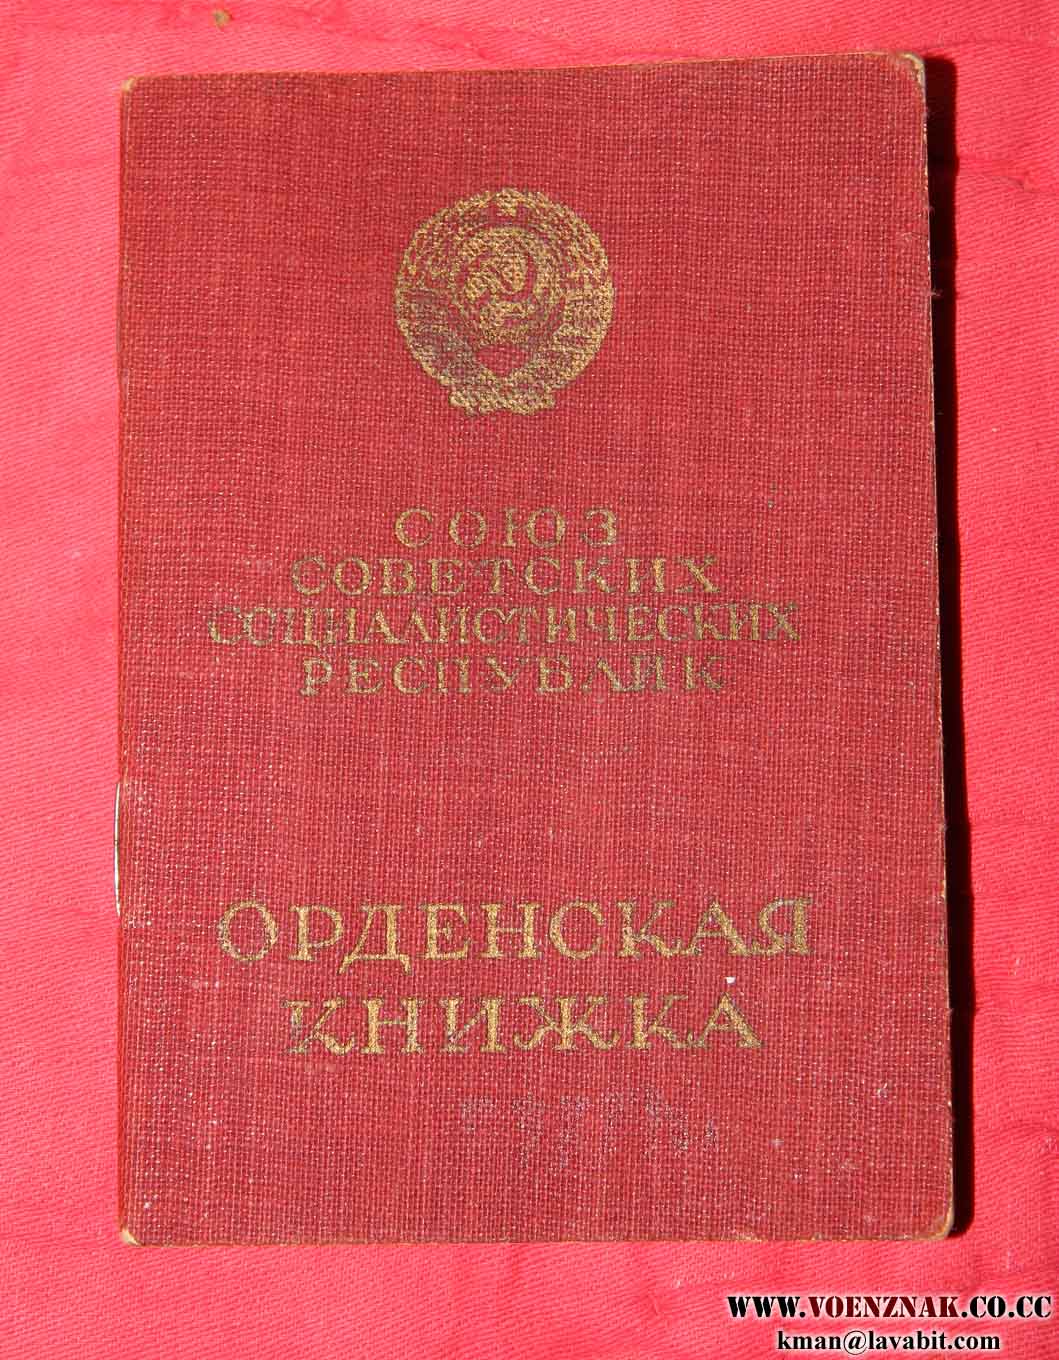 СОЮЗ
СОВЕТСКИХ
СОЦИАЛИСТИЧЕСКИХ
РЕСПУБЛИК
ОРДЕНСКАЯ
КНИЖКА
WWW.VOENZNAK.CO.CC
kman@lavabit.com